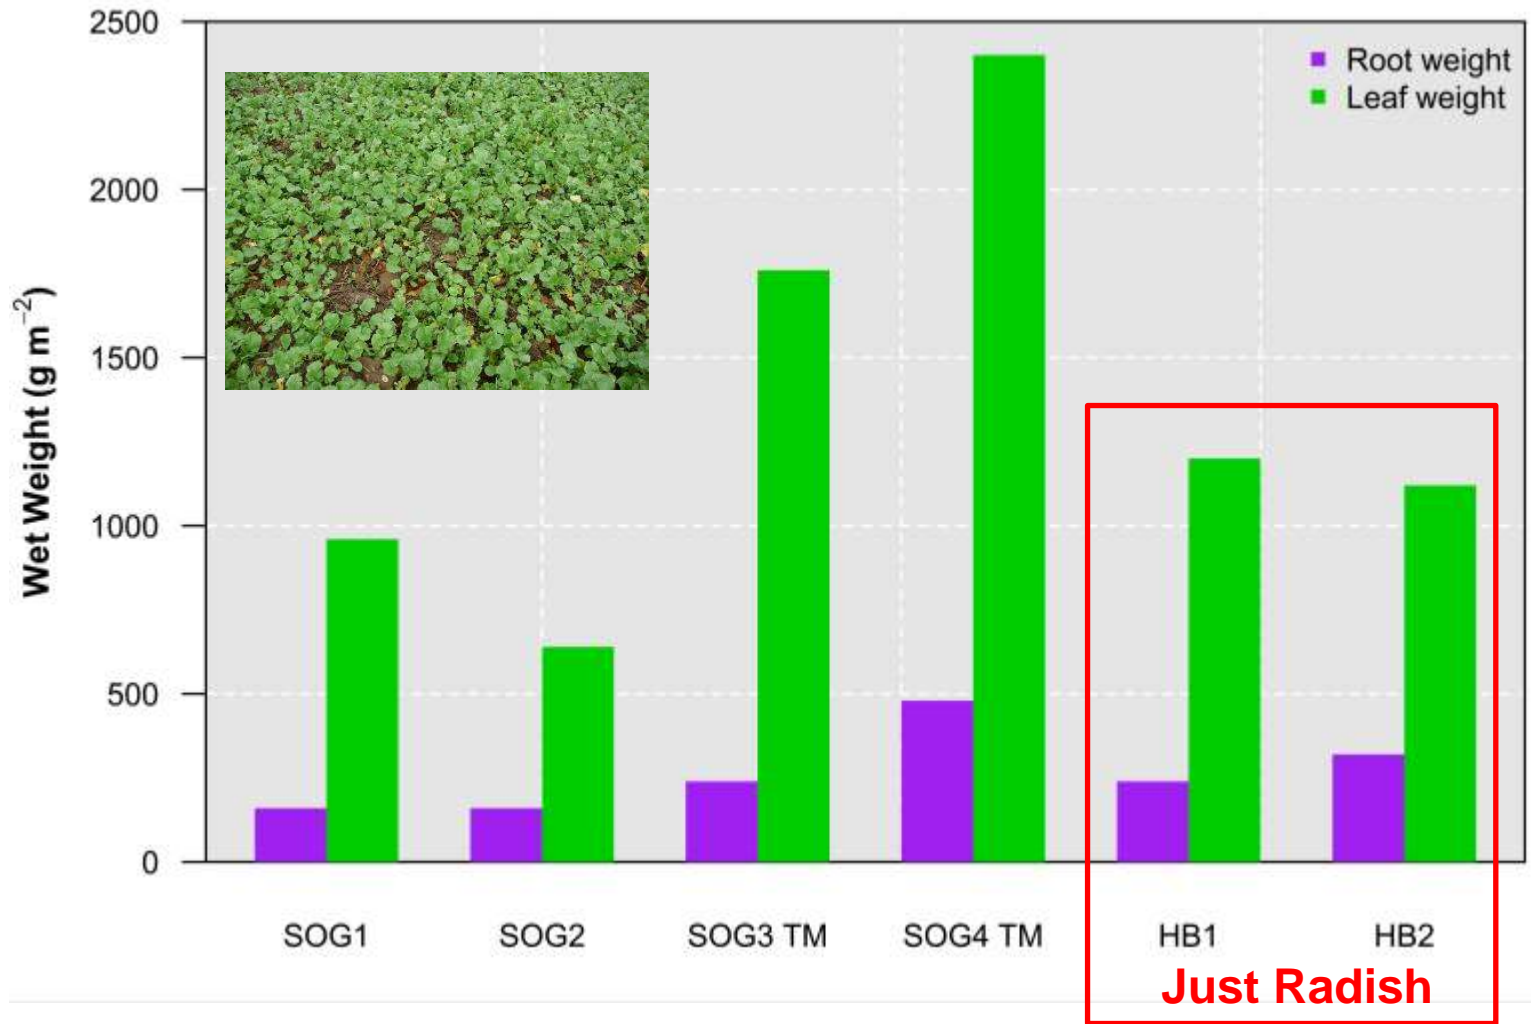 2500
2000
1500
1000
500
0
Wet Weight (g m⁻²)
Root weight
Leaf weight
SOG1 SOG2 SOG3 TM SOG4 TM HB1 HB2
Just Radish